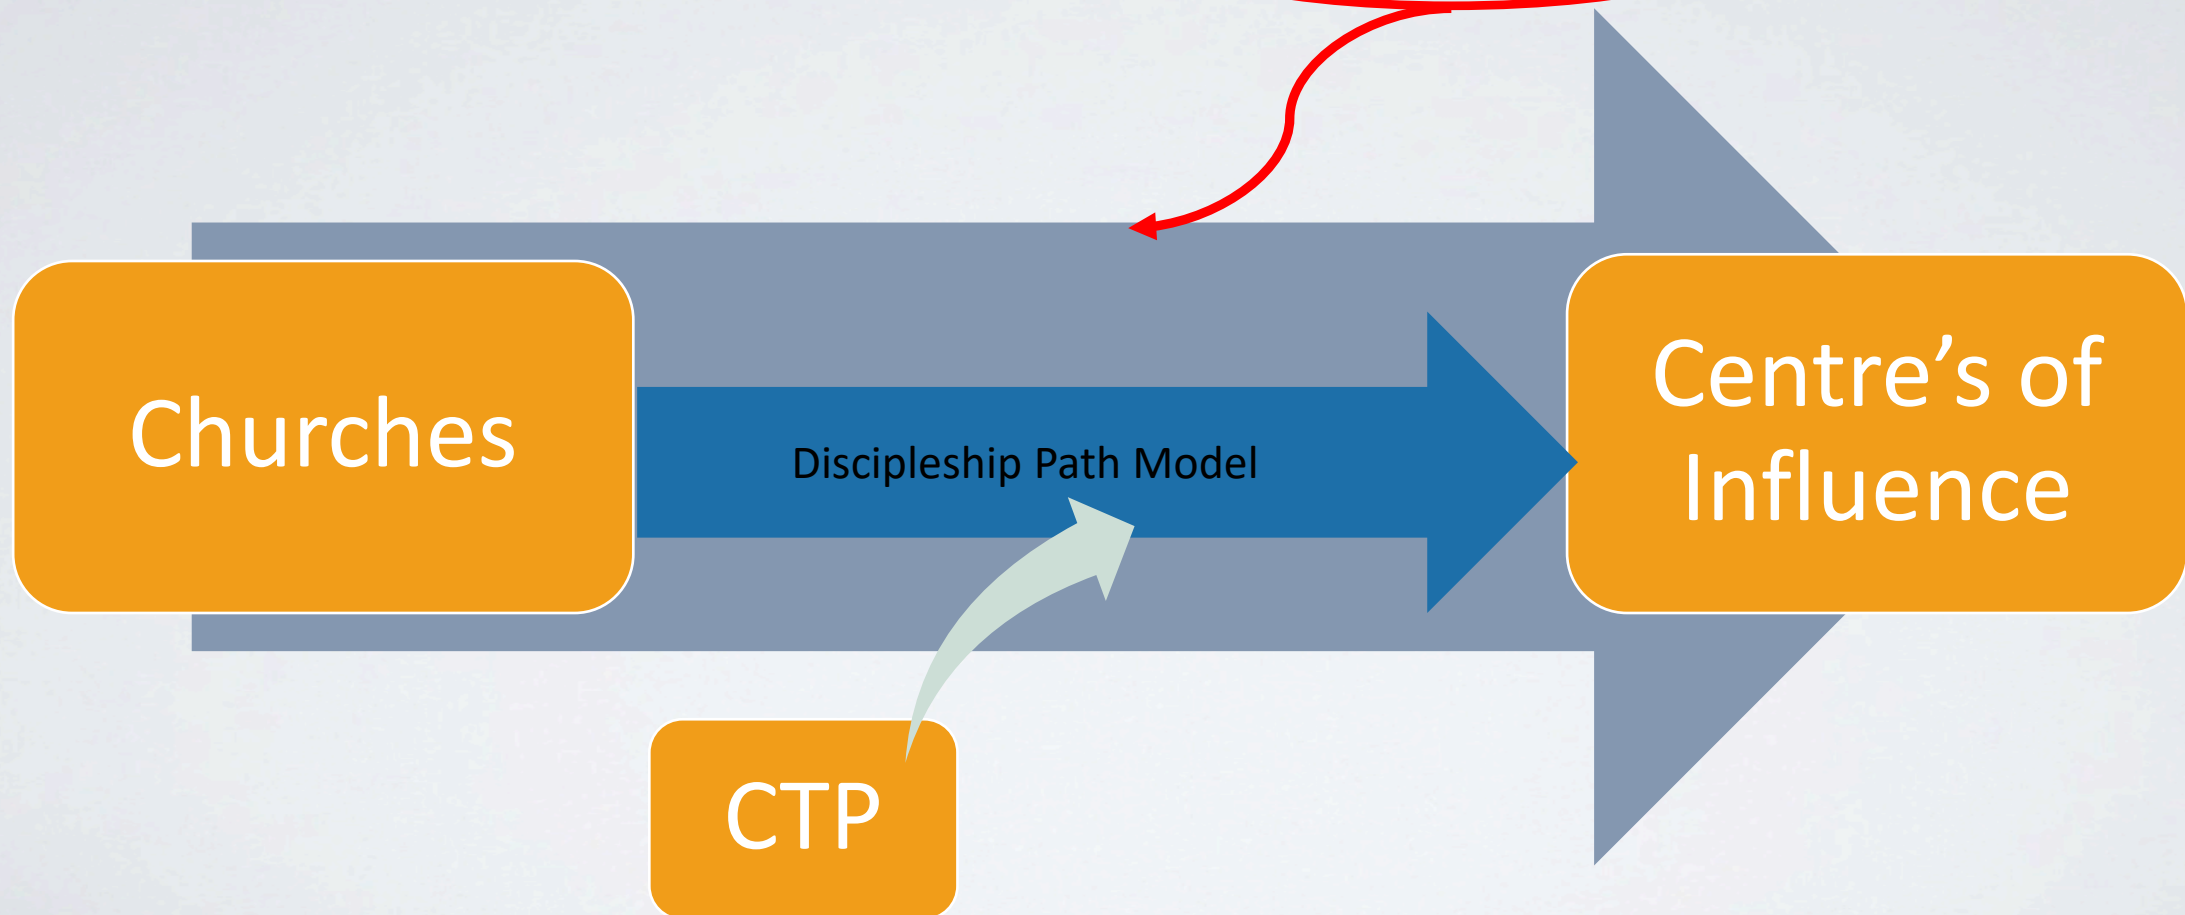 Churches
Discipleship Path Model
Centre’s of
Influence
CTP